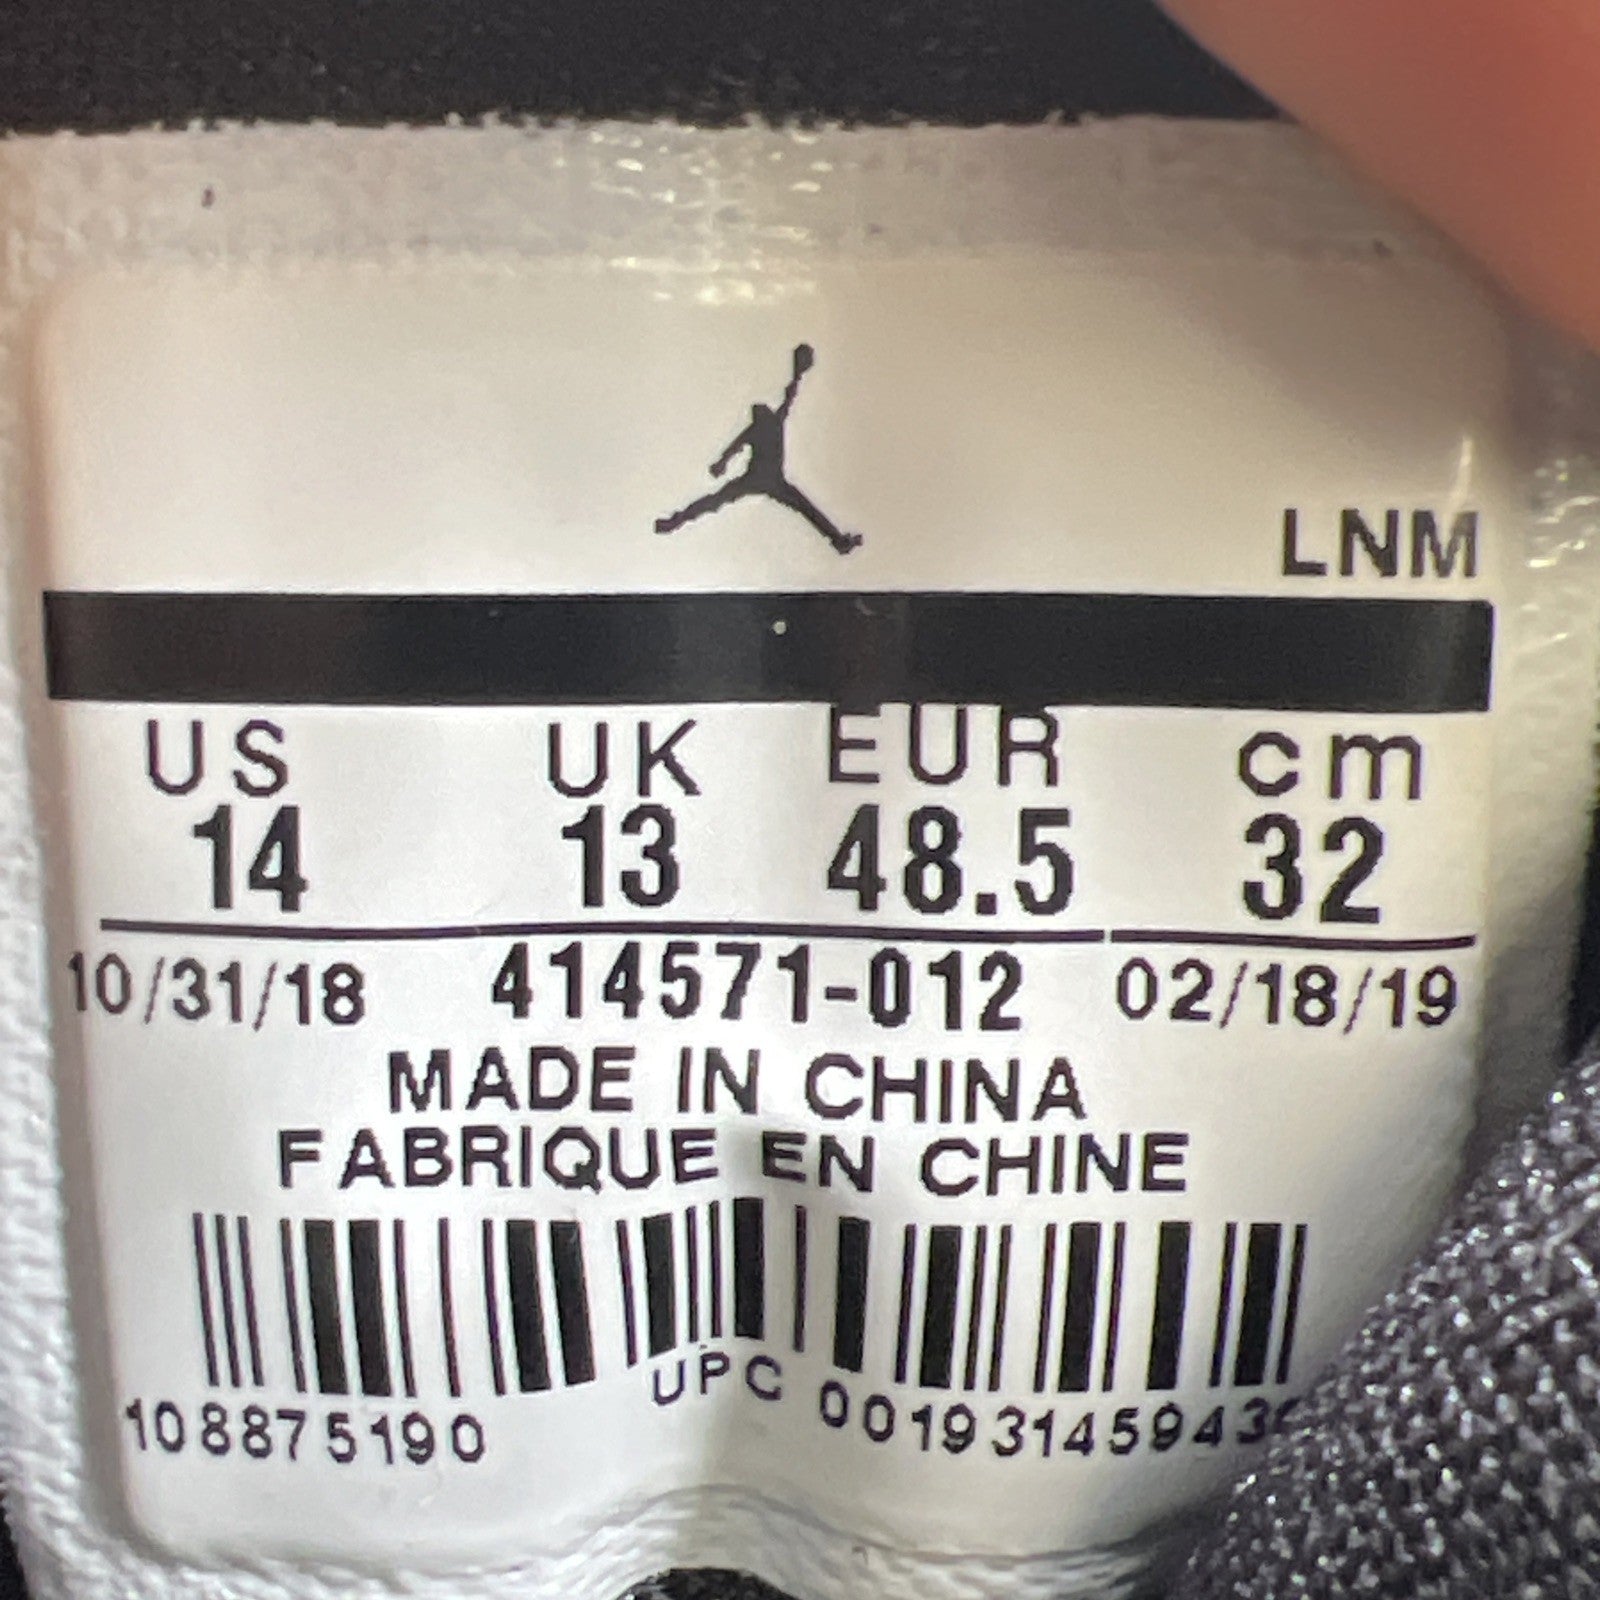 LNM
US UK EUR cm
14 13 48.5 32
10/31/18 414571-012 02/18/19
MADE IN CHINA
FABRIQUE EN CHINE
UPC
108875190